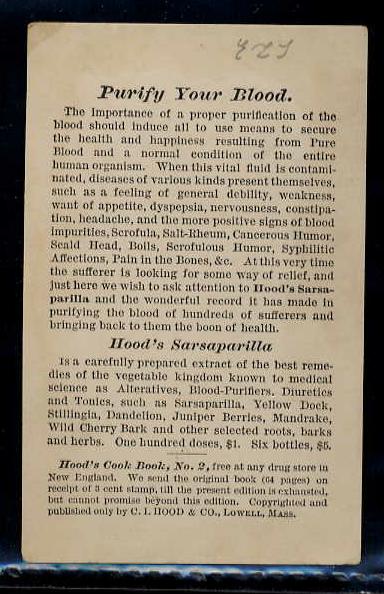 Purify Your Blood.
The importance of a proper purification of the
blood should induce all to use means to secure
the health and happiness resulting from Pure
Blood and a normal condition of the entire
human organism. When this vital fluid is contami-
nated, diseases of various kinds present themselves,
such as a feeling of general debility, weakness,
want of appetite, dyspepsia, nervousness, constipa-
tion, headache, and the more positive signs of blood
impurities, Scrofula, Salt-Rheum, Cancerous Humor,
Scald Head, Boils, Scrofulous Humor, Syphilitic
Affections, Pain in the Bones, &c. At this very time
the sufferer is looking for some way of relief, and
just here we wish to ask attention to Hood's Sarsa-
parilla and the wonderful record it has made in
purifying the blood of hundreds of sufferers and
bringing back to them the boon of health.
Hood's Sarsaparilla
Is a carefully prepared extract of the best reme-
dies of the vegetable kingdom known to medical
science as Alteratives, Blood-Purifiers. Diuretics
and Tonics, such as Sarsaparilla, Yellow Dock,
Stillingia, Dandelion, Juniper Berries, Mandrake,
Wild Cherry Bark and other selected roots, barks
and herbs. One hundred doses, $1. Six bottles, $5.
Hood's Cook Book, No. 2, free at any drug store in
New England. We send the original book (64 pages) on
receipt of 3 cent stamp, till the present edition is exhausted,
but cannot promise beyond this edition. Copyrighted and
published only by C. I. HOOD & CO., LOWELL, MASS.